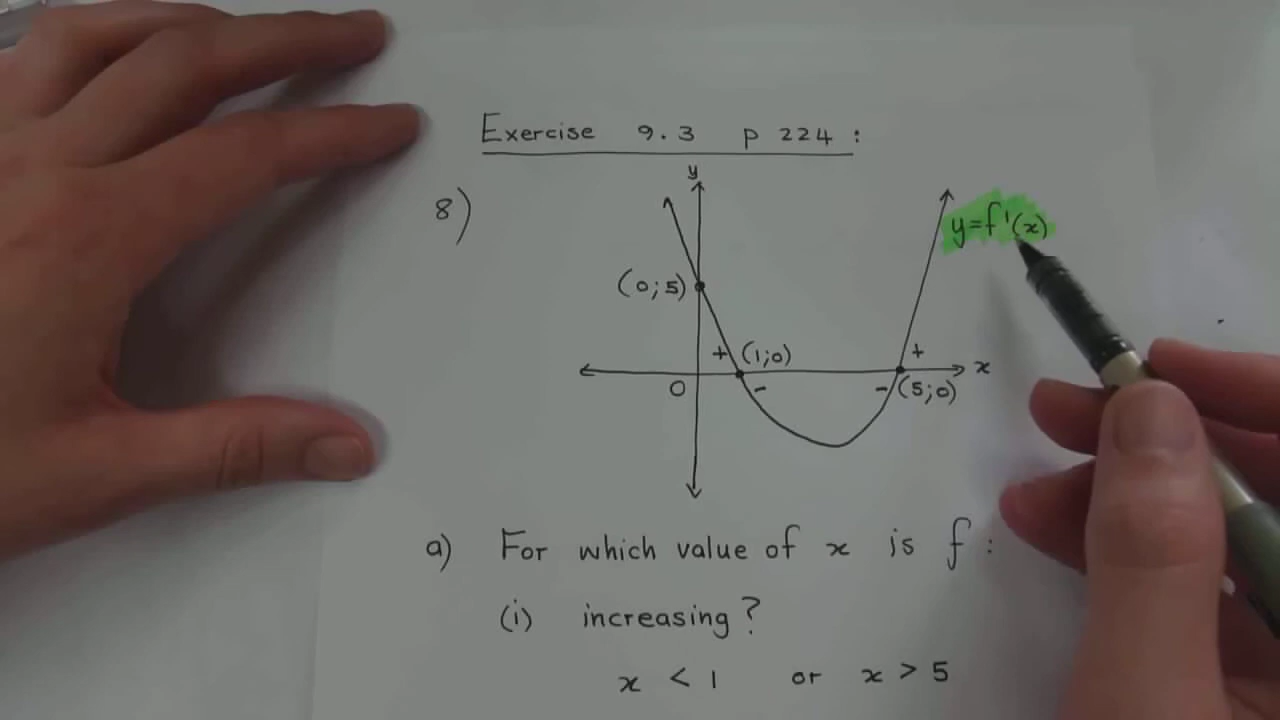 Exercise 9.3 p 224 :
8)
y
y=f'(x)
(0;5)
+ (1;0) +
x
O - - (5;0)
a) For which value of x is f :
(i) increasing?
x < 1 or x > 5